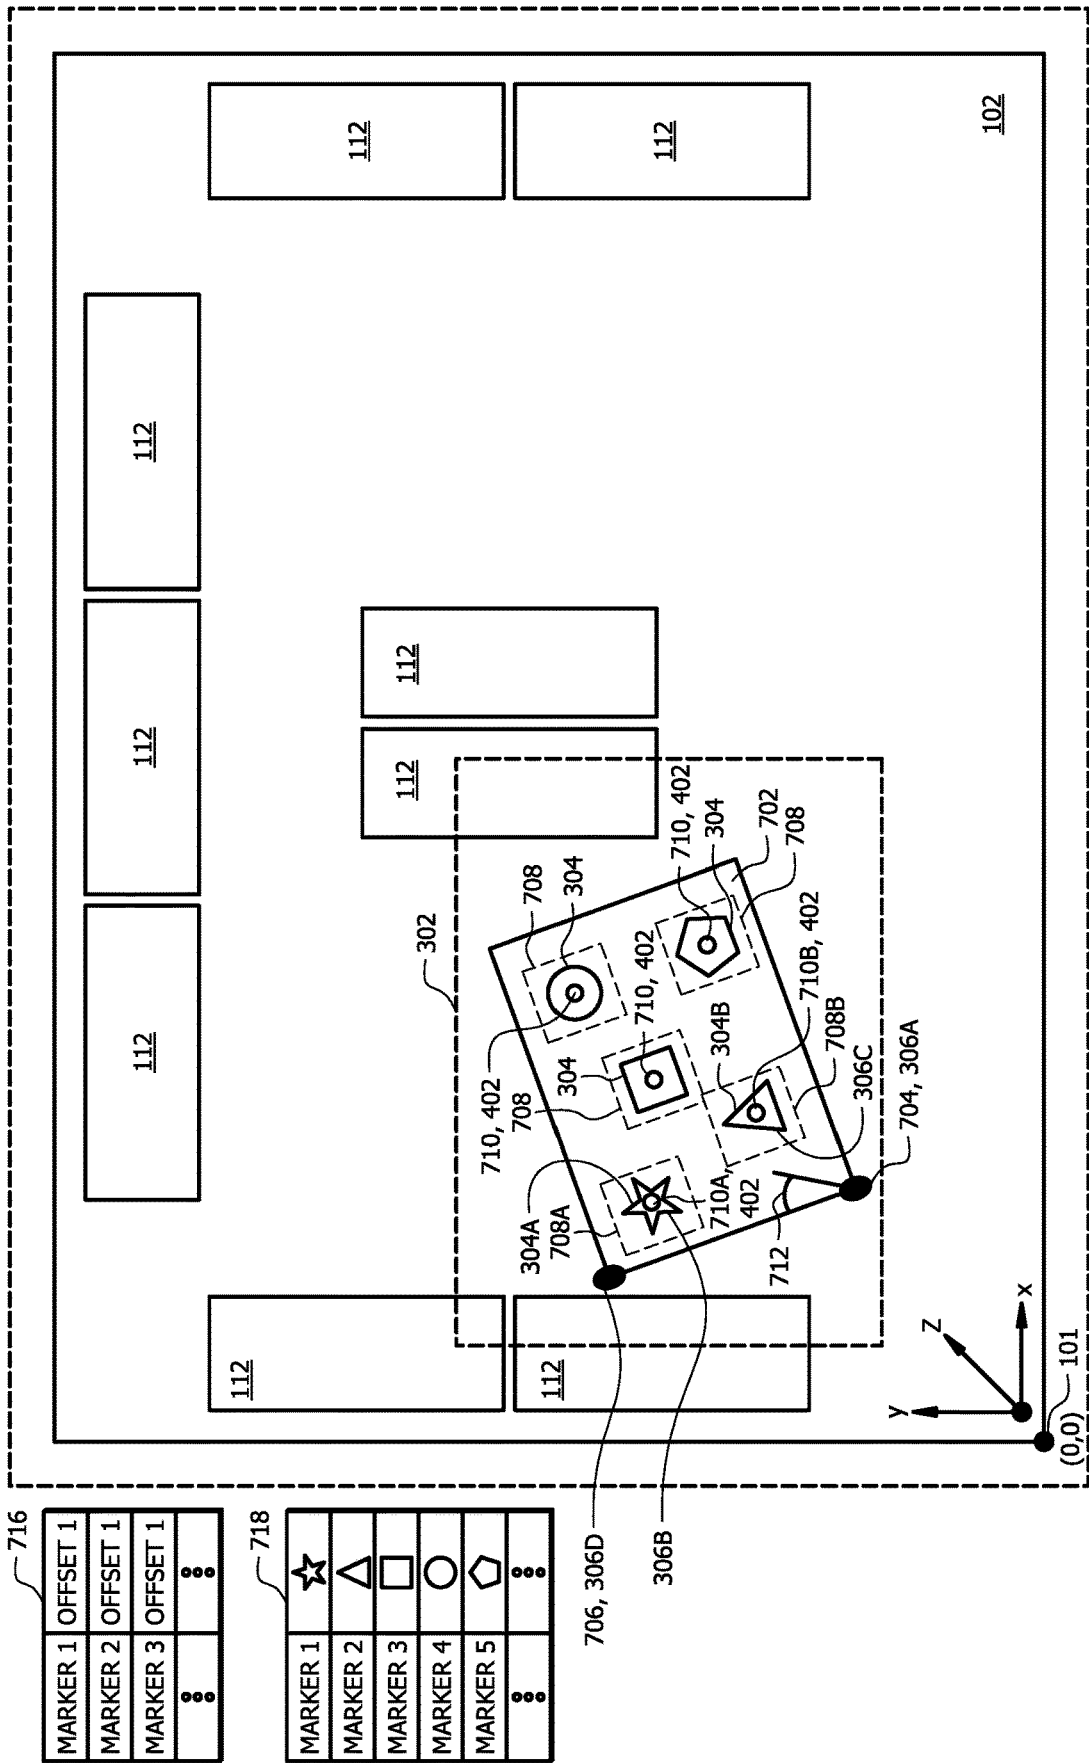 716
MARKER 1 OFFSET 1
MARKER 2 OFFSET 1
MARKER 3 OFFSET 1
718
MARKER 1
MARKER 2
MARKER 3
MARKER 4
MARKER 5
112
112
112
112
112
112
112
112
112
102
302
708
304
710, 402
708
304
710, 402
304A
708A
710A,
402
304B
710, 402
304
702
708
710B, 402
708B
306C
704, 306A
712
706, 306D
306B
y
Z
x
101
(0,0)